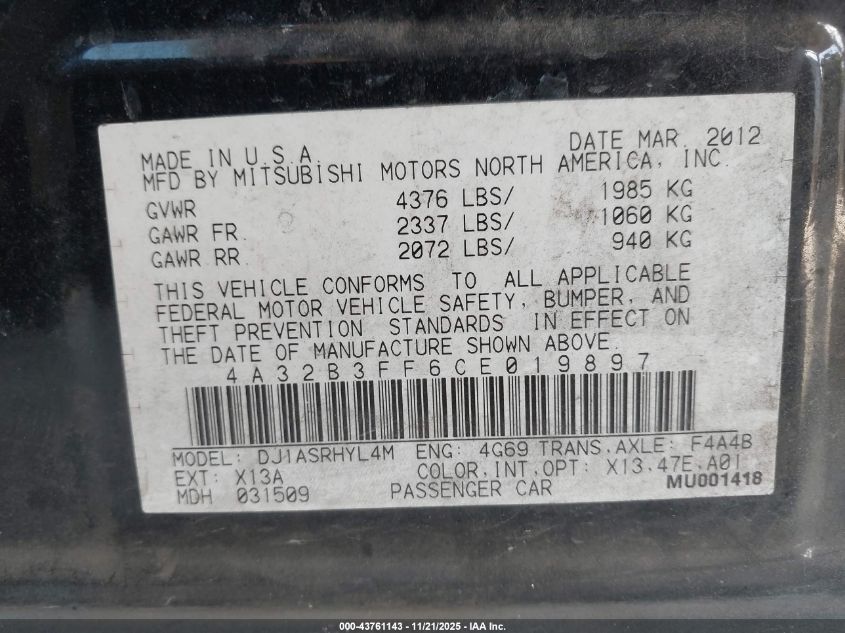 MADE IN U.S.A. DATE MAR. 2012
MFD BY MITSUBISHI MOTORS NORTH AMERICA, INC.
GVWR 4376 LBS/ 1985 KG
GAWR FR. 2337 LBS/ 1060 KG
GAWR RR. 2072 LBS/ 940 KG
THIS VEHICLE CONFORMS TO ALL APPLICABLE
FEDERAL MOTOR VEHICLE SAFETY, BUMPER, AND
THEFT PREVENTION STANDARDS IN EFFECT ON
THE DATE OF MANUFACTURE SHOWN ABOVE.
4A32B3FF6CE019897
MODEL: DJ1ASRHYL4M ENG: 4G69 TRANS,AXLE: F4A4B
EXT: X13A COLOR,INT,OPT: X13,47E,A01
MDH 031509 PASSENGER CAR MU001418
000-43761143 - 11/21/2025 - IAA Inc.